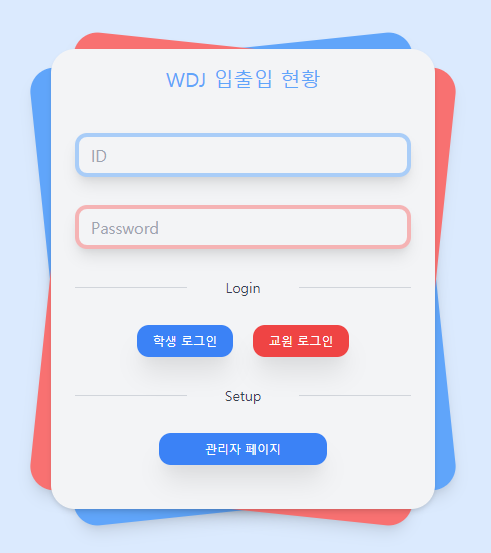 WDJ 입출입 현황
ID
Password
Login
학생 로그인 교원 로그인
Setup
관리자 페이지